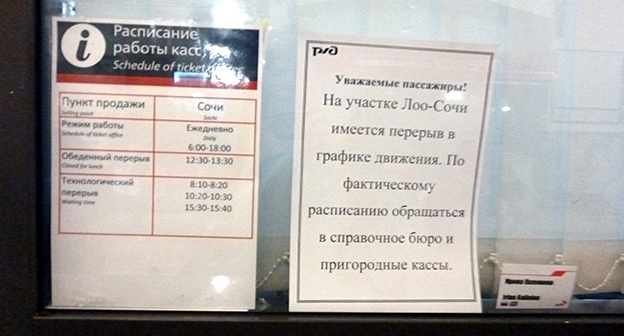 i
Расписание
работы касс
Schedule of ticket
Пункт продажи
Selling point
Сочи
Sochi
Режим работы
Schedule of ticket office
Ежедневно
Daily
6:00-18:00
Обеденный перерыв
Closed for lunch
12:30-13:30
Технологический
перерыв
Waiting time
8:10-8:20
10:20-10:30
15:30-15:40
ржд
Уважаемые пассажиры!
На участке Лоо-Сочи
имеется перерыв в
графике движения. По
фактическому
расписанию обращаться
в справочное бюро и
пригородные кассы.